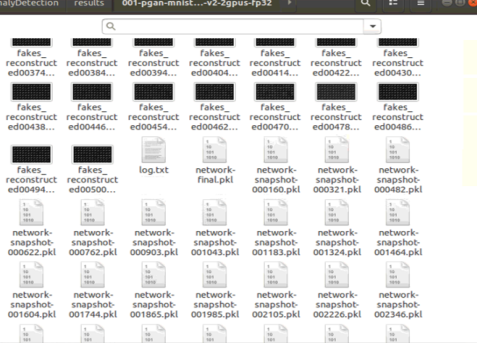 nalyDetection results 001-pgan-mnist...-v2-2gpus-fp32
fakes_ fakes_ fakes_ fakes_ fakes_ fakes_ fakes_
reconstruct reconstruct reconstruct reconstruct reconstruct reconstruct reconstruct
ed00374... ed00384... ed00394... ed00404... ed00414... ed00422... ed00430...
fakes_ fakes_ fakes_ fakes_ fakes_ fakes_ fakes_
reconstruct reconstruct reconstruct reconstruct reconstruct reconstruct reconstruct
ed00438... ed00446... ed00454... ed00462... ed00470... ed00478... ed00486...
fakes_ fakes_ log.txt network- network- network- network-
reconstruct reconstruct final.pkl snapshot- snapshot- snapshot-
ed00494... ed00500... 000160.pkl 000321.pkl 000482.pkl
network- network- network- network- network- network- network-
snapshot- snapshot- snapshot- snapshot- snapshot- snapshot- snapshot-
000622.pkl 000762.pkl 000903.pkl 001043.pkl 001183.pkl 001324.pkl 001464.pkl
network- network- network- network- network- network- network-
snapshot- snapshot- snapshot- snapshot- snapshot- snapshot- snapshot-
001604.pkl 001744.pkl 001865.pkl 001985.pkl 002105.pkl 002226.pkl 002346.pkl